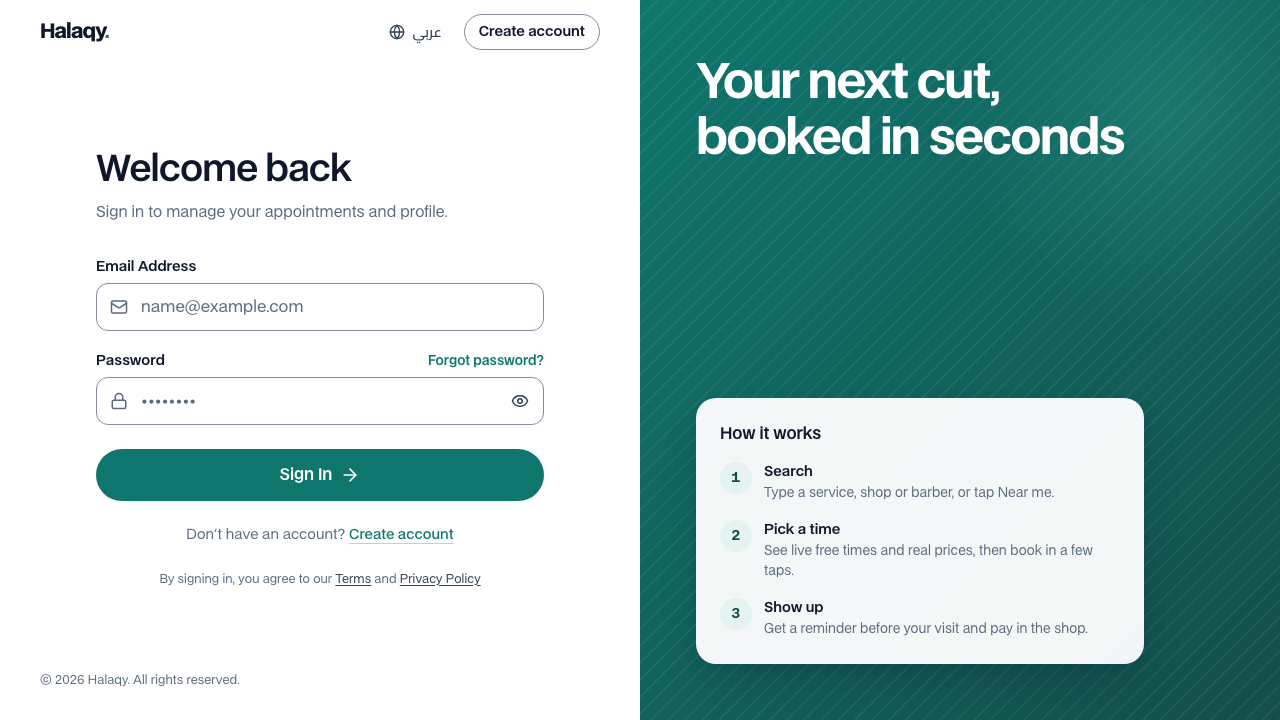 Halaqy.
عربي
Create account
Welcome back
Sign in to manage your appointments and profile.
Email Address
name@example.com
Password
Forgot password?
••••••••
Sign In
Don't have an account? Create account
By signing in, you agree to our Terms and Privacy Policy
© 2026 Halaqy. All rights reserved.
Your next cut,
booked in seconds
How it works
1
Search
Type a service, shop or barber, or tap Near me.
2
Pick a time
See live free times and real prices, then book in a few
taps.
3
Show up
Get a reminder before your visit and pay in the shop.